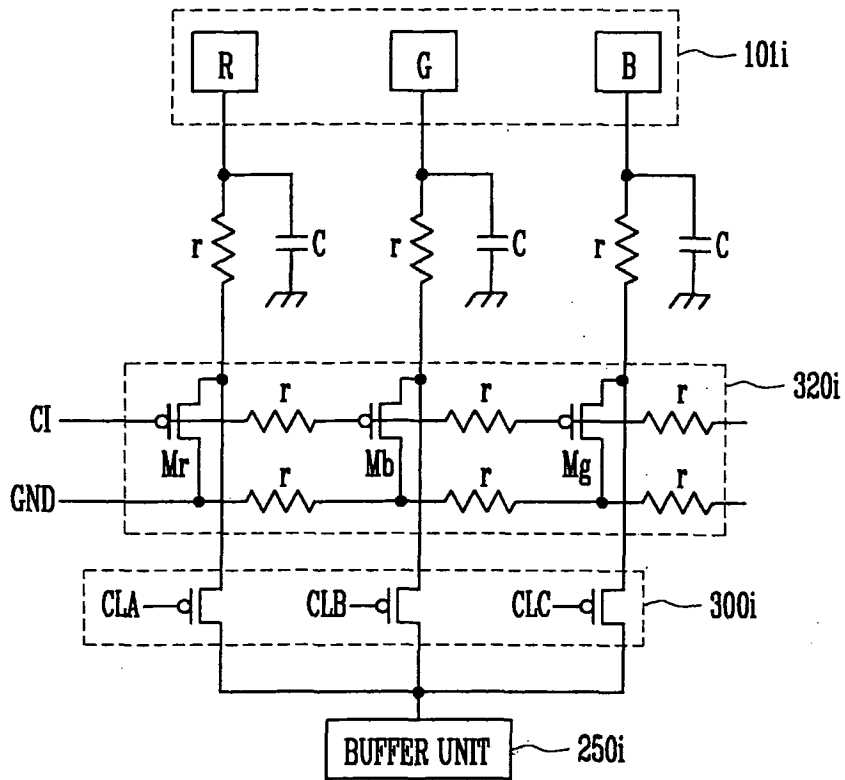 R G B 101i
r C r C r C
320i
CI r r r
Mr Mb Mg
r r r
GND
CLA CLB CLC 300i
BUFFER UNIT 250i